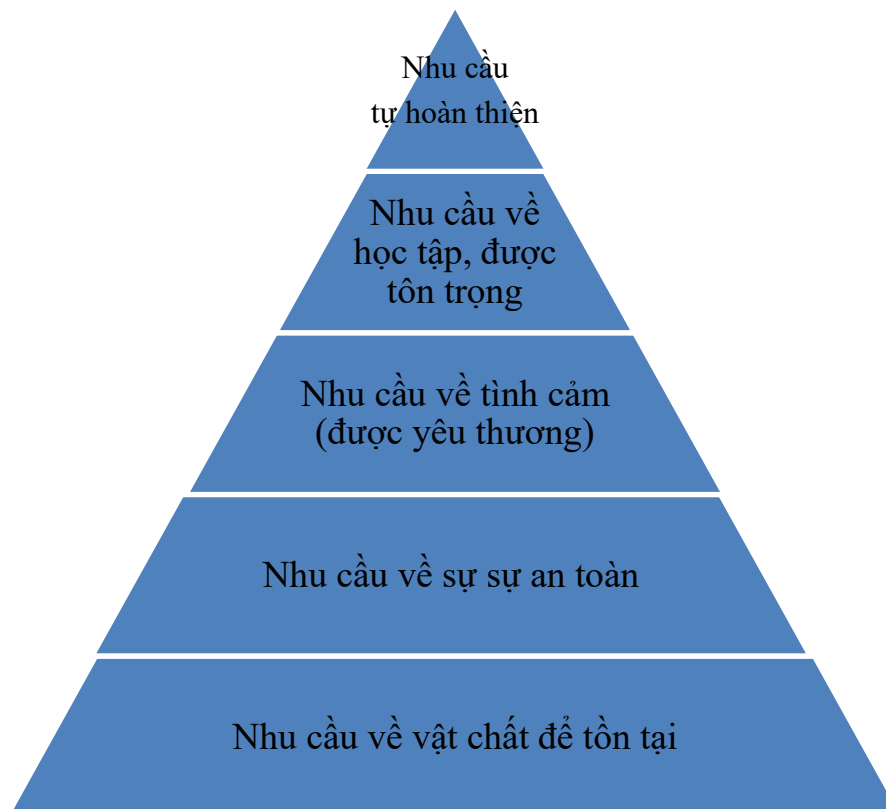 Nhu cầu
tự hoàn thiện
Nhu cầu về
học tập, được
tôn trọng
Nhu cầu về tình cảm
(được yêu thương)
Nhu cầu về sự sự an toàn
Nhu cầu về vật chất để tồn tại